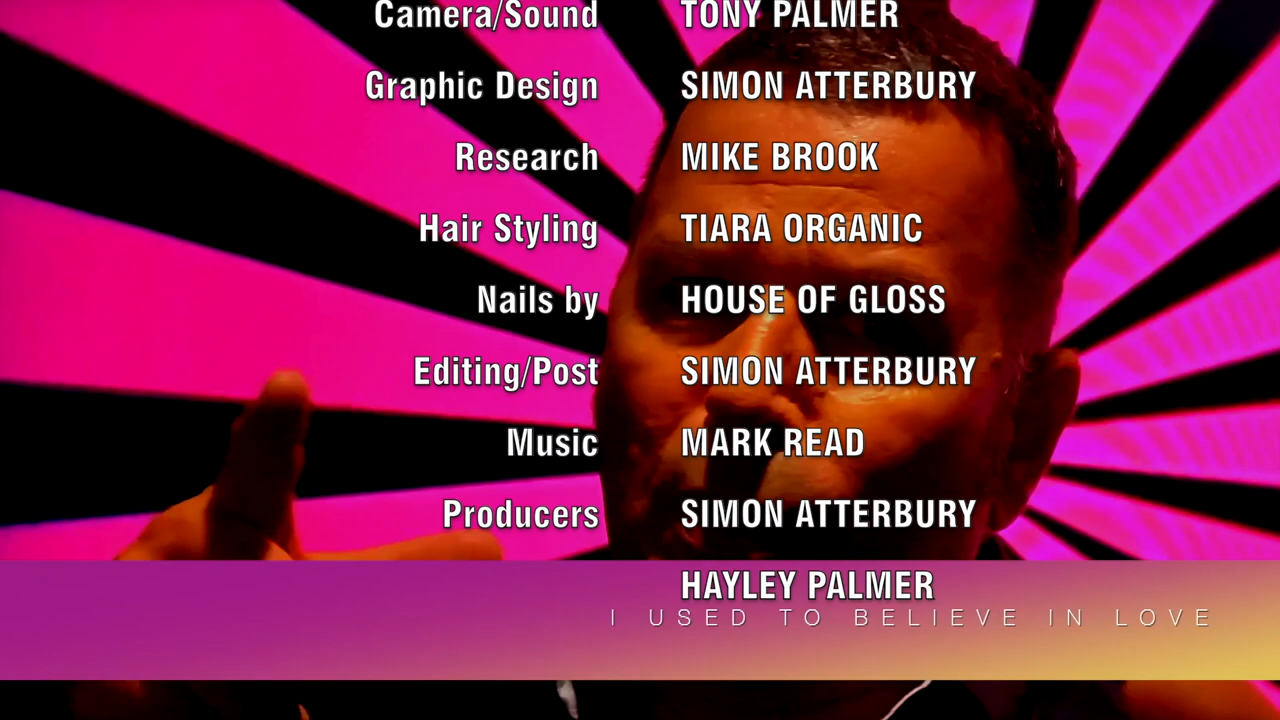 Camera/Sound TONY PALMER
Graphic Design SIMON ATTERBURY
Research MIKE BROOK
Hair Styling TIARA ORGANIC
Nails by HOUSE OF GLOSS
Editing/Post SIMON ATTERBURY
Music MARK READ
Producers SIMON ATTERBURY
HAYLEY PALMER
I USED TO BELIEVE IN LOVE